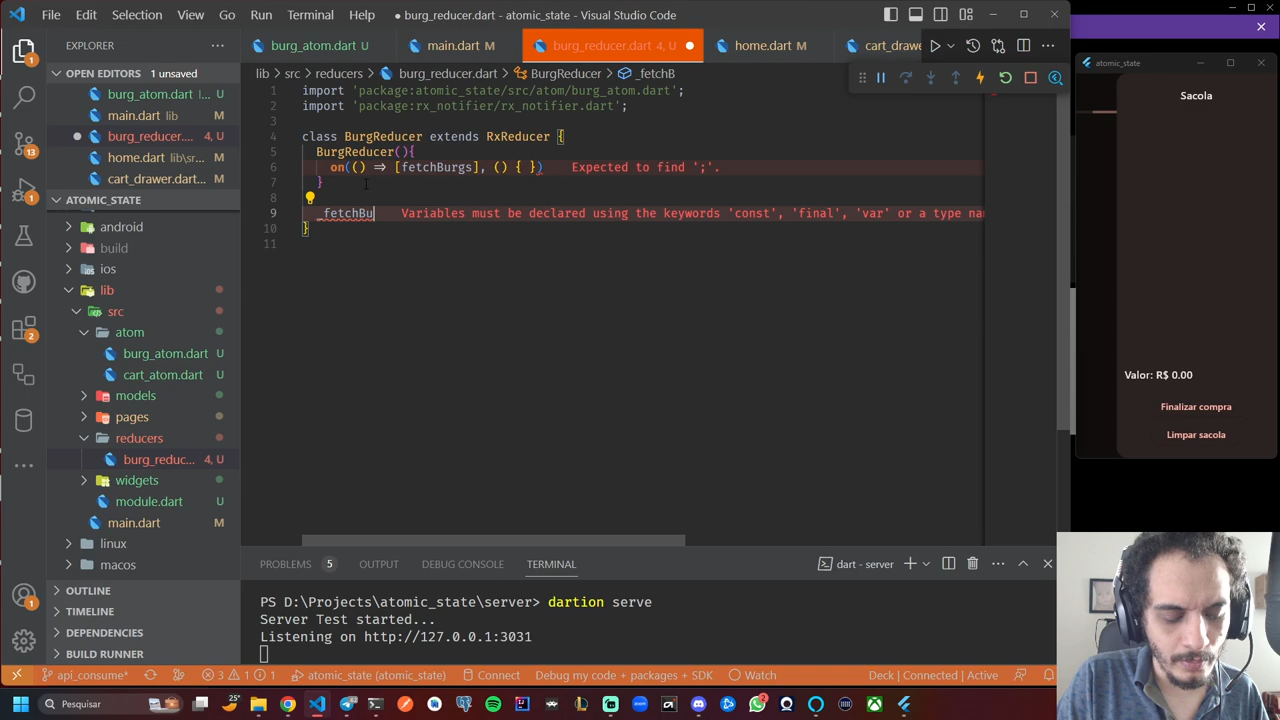 File Edit Selection View Go Run Terminal Help
● burg_reducer.dart - atomic_state - Visual Studio Code
EXPLORER
burg_atom.dart U
main.dart M
burg_reducer.dart 4, U ●
home.dart M
cart_drawe
OPEN EDITORS 1 unsaved
burg_atom.dart l... U
main.dart lib M
burg_reducer.... 4, U
home.dart lib\sr... M
cart_drawer.dart... U
ATOMIC_STATE
android
build
ios
lib
src
atom
burg_atom.dart U
cart_atom.dart U
models
pages
reducers
burg_reduc... 4, U
widgets
module.dart U
main.dart M
linux
macos
OUTLINE
TIMELINE
DEPENDENCIES
BUILD RUNNER
lib > src > reducers > burg_reducer.dart > BurgReducer > _fetchB
1 import 'package:atomic_state/src/atom/burg_atom.dart';
2 import 'package:rx_notifier/rx_notifier.dart';
3
4 class BurgReducer extends RxReducer {
5 BurgReducer(){
6 on(() => [fetchBurgs], () { }) Expected to find ';'.
7 }
8
9 _fetchBu Variables must be declared using the keywords 'const', 'final', 'var' or a type nam
10 }
11
PROBLEMS 5 OUTPUT DEBUG CONSOLE TERMINAL
dart - server
PS D:\Projects\atomic_state\server> dartion serve
Server Test started...
Listening on http://127.0.0.1:3031
atomic_state
Sacola
Valor: R$ 0.00
Finalizar compra
Limpar sacola
api_consume* 3 1 1 atomic_state (atomic_state) Connect Debug my code + packages + SDK Watch Deck | Connected | Active
Pesquisar
25°